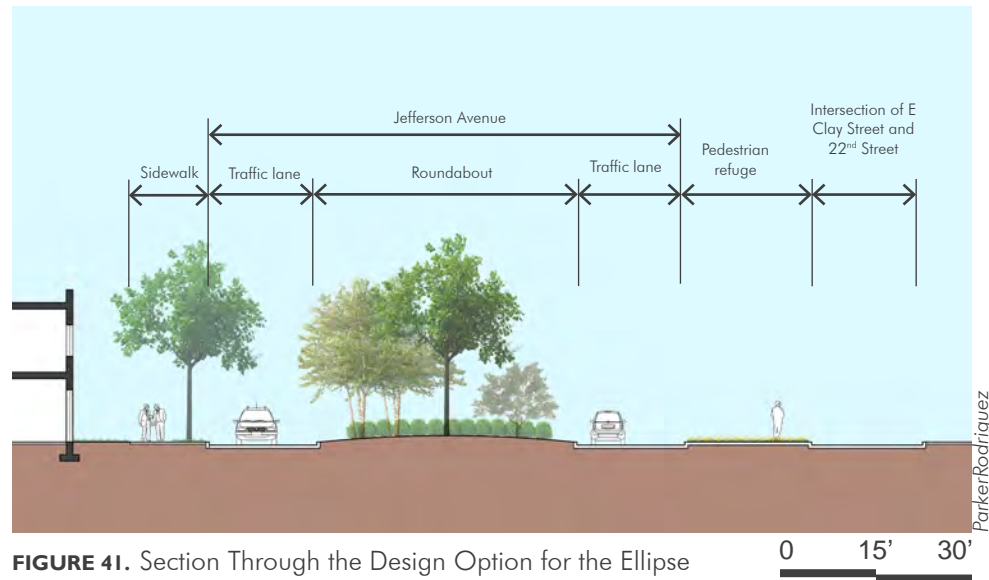 Jefferson Avenue
Intersection of E
Clay Street and
22nd Street
Sidewalk
Traffic lane
Roundabout
Traffic lane
Pedestrian
refuge
ParkerRodriguez
FIGURE 41. Section Through the Design Option for the Ellipse
0 15’ 30’